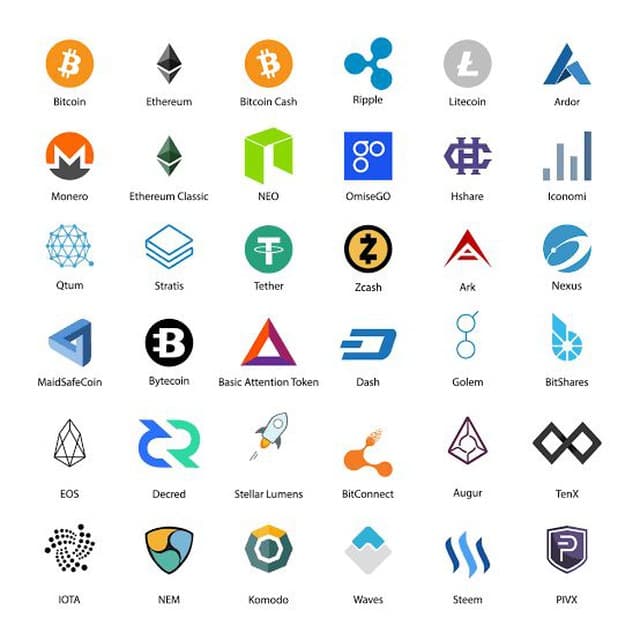 Bitcoin
Ethereum
Bitcoin Cash
Ripple
Litecoin
Ardor
Monero
Ethereum Classic
NEO
OmiseGO
Hshare
Iconomi
Qtum
Stratis
Tether
Zcash
Ark
Nexus
MaidSafeCoin
Bytecoin
Basic Attention Token
Dash
Golem
BitShares
EOS
Decred
Stellar Lumens
BitConnect
Augur
TenX
IOTA
NEM
Komodo
Waves
Steem
PIVX